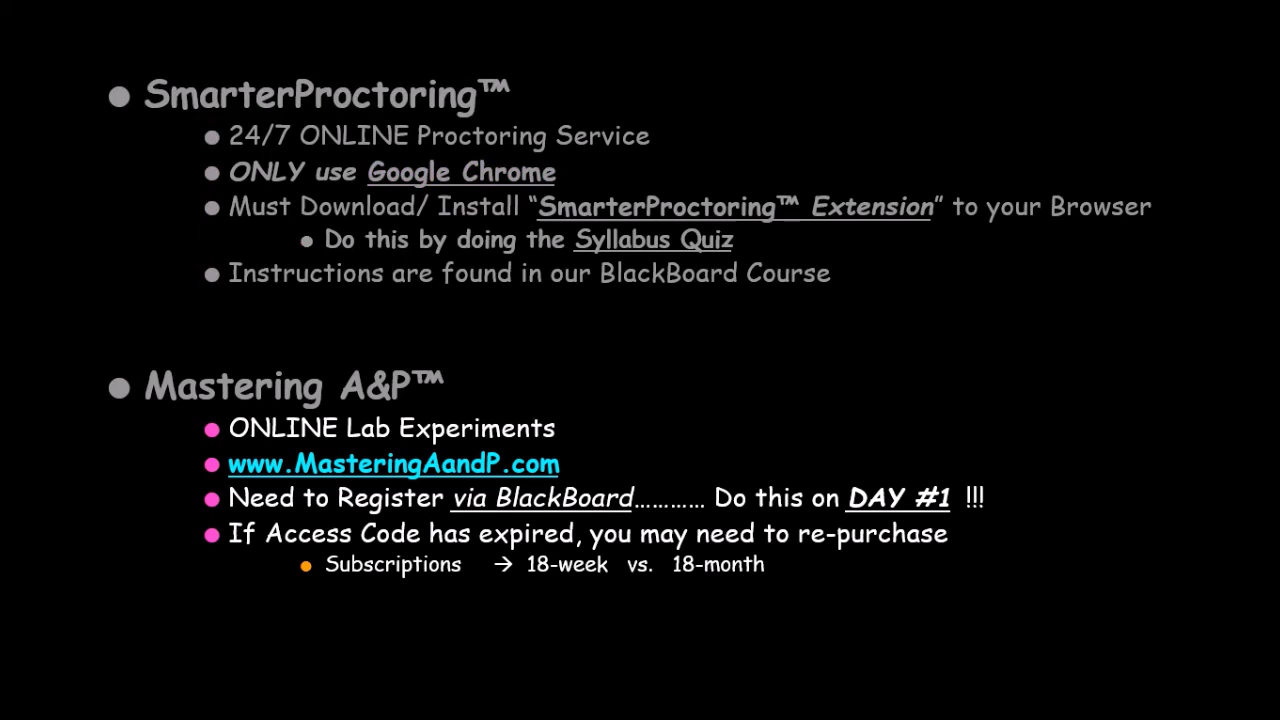 • SmarterProctoring™
• 24/7 ONLINE Proctoring Service
• ONLY use Google Chrome
• Must Download/ Install “SmarterProctoring™ Extension” to your Browser
• Do this by doing the Syllabus Quiz
• Instructions are found in our BlackBoard Course
• Mastering A&P™
• ONLINE Lab Experiments
• www.MasteringAandP.com
• Need to Register via BlackBoard………… Do this on DAY #1 !!!
• If Access Code has expired, you may need to re-purchase
• Subscriptions → 18-week vs. 18-month